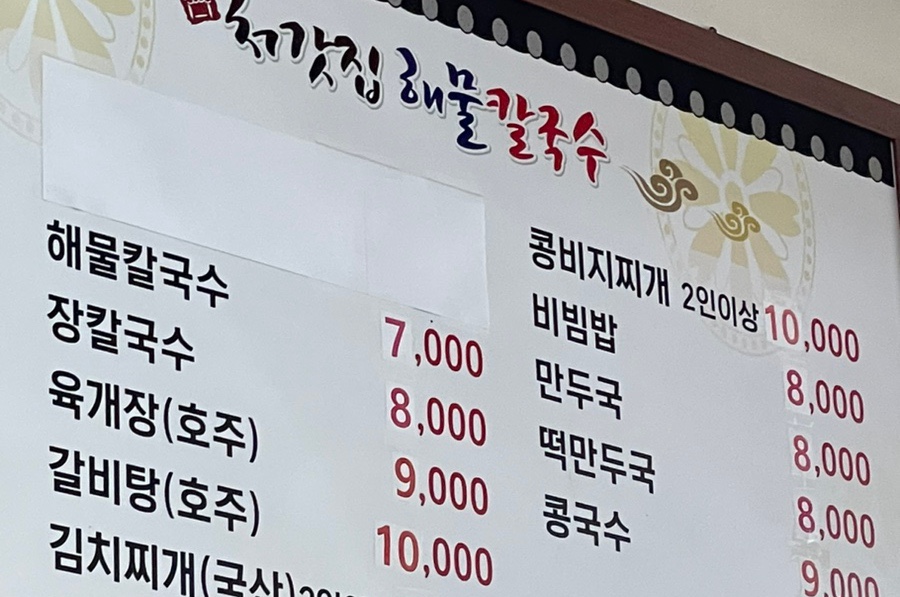 처갓집 해물칼국수
해물칼국수 7,000
장칼국수 8,000
육개장(호주) 9,000
갈비탕(호주) 10,000
김치찌개(국산)
콩비지찌개 2인이상 10,000
비빔밥 8,000
만두국 8,000
떡만두국 8,000
콩국수 9,000